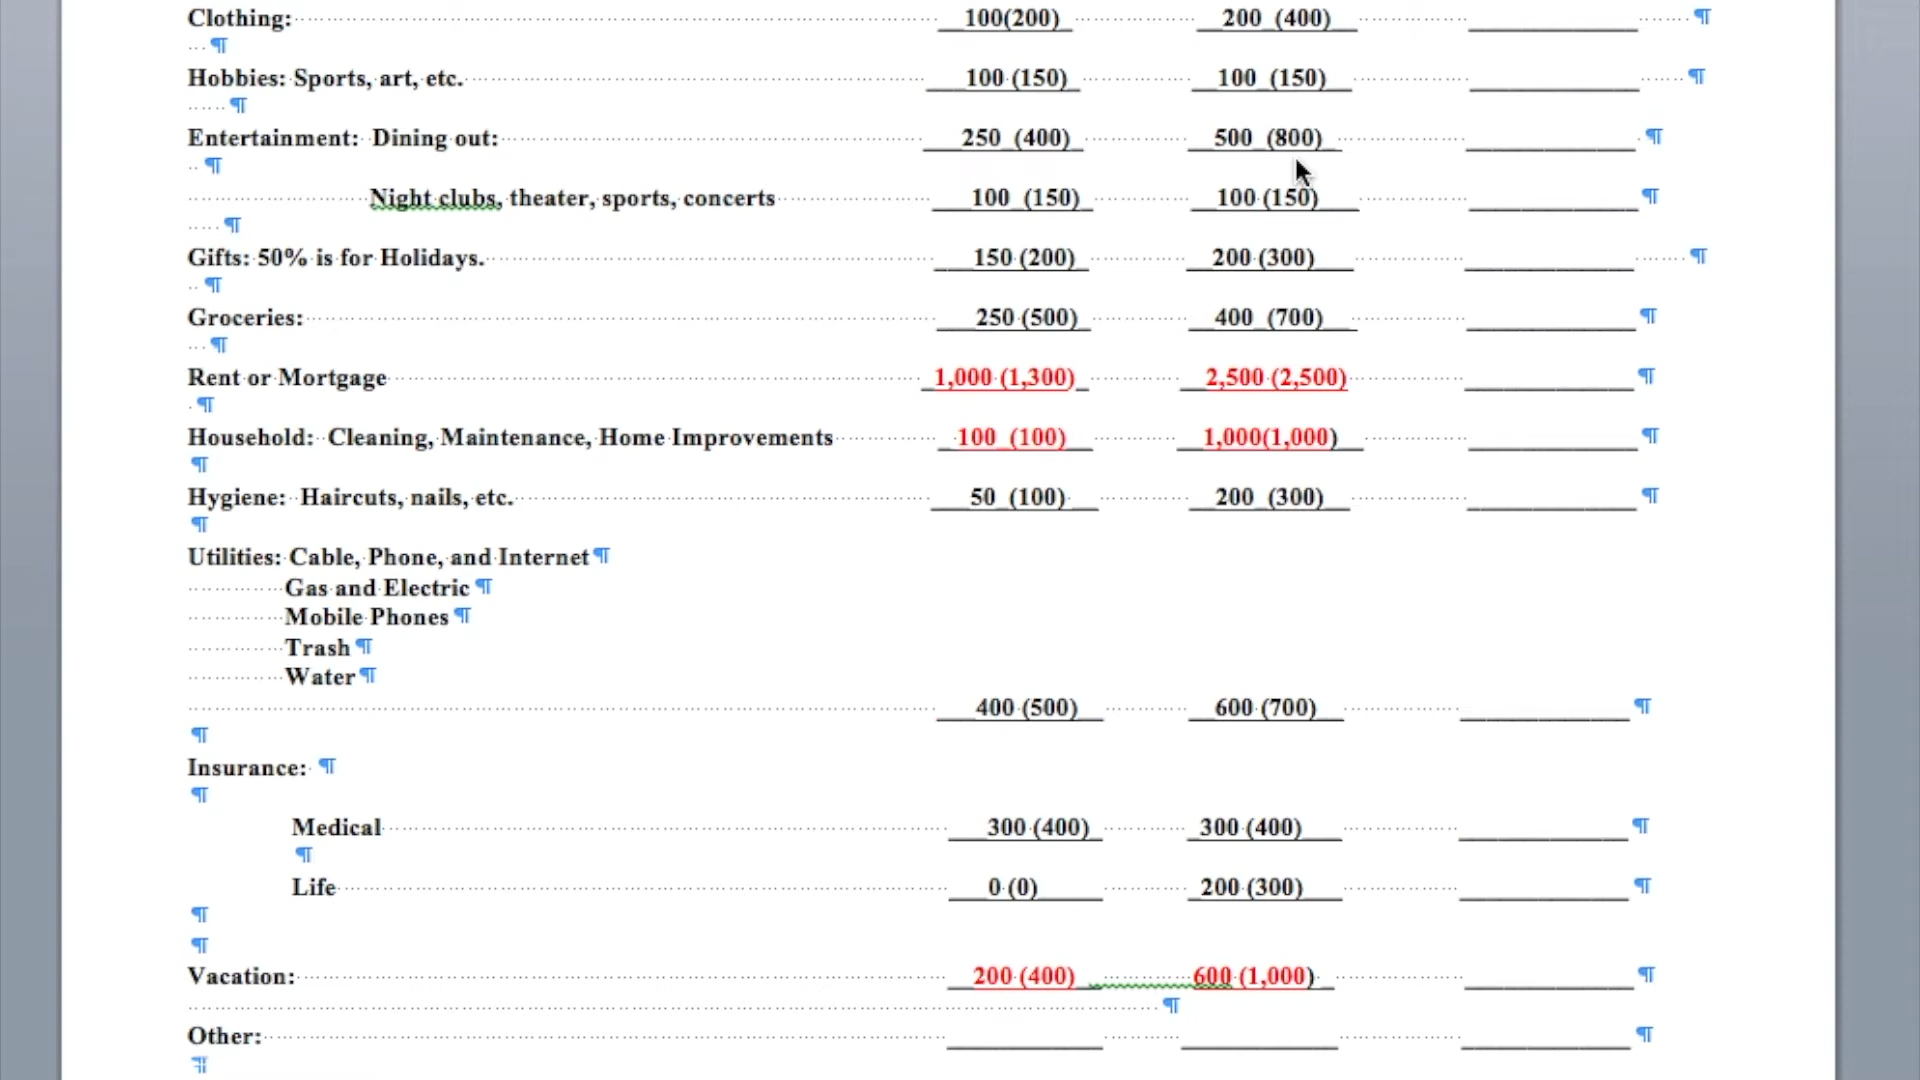 Clothing: 100(200) 200 (400)
Hobbies: Sports, art, etc. 100 (150) 100 (150)
Entertainment: Dining out: 250 (400) 500 (800)
Night clubs, theater, sports, concerts 100 (150) 100 (150)
Gifts: 50% is for Holidays. 150 (200) 200 (300)
Groceries: 250 (500) 400 (700)
Rent or Mortgage 1,000 (1,300) 2,500 (2,500)
Household: Cleaning, Maintenance, Home Improvements 100 (100) 1,000(1,000)
Hygiene: Haircuts, nails, etc. 50 (100) 200 (300)
Utilities: Cable, Phone, and Internet
Gas and Electric
Mobile Phones
Trash
Water
400 (500) 600 (700)
Insurance:
Medical 300 (400) 300 (400)
Life 0 (0) 200 (300)
Vacation: 200 (400) 600 (1,000)
Other: